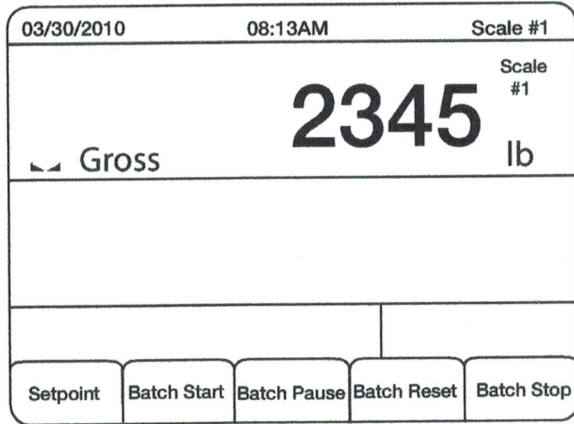 03/30/2010 08:13AM Scale #1
Scale
#1
2345
Gross lb
Setpoint Batch Start Batch Pause Batch Reset Batch Stop